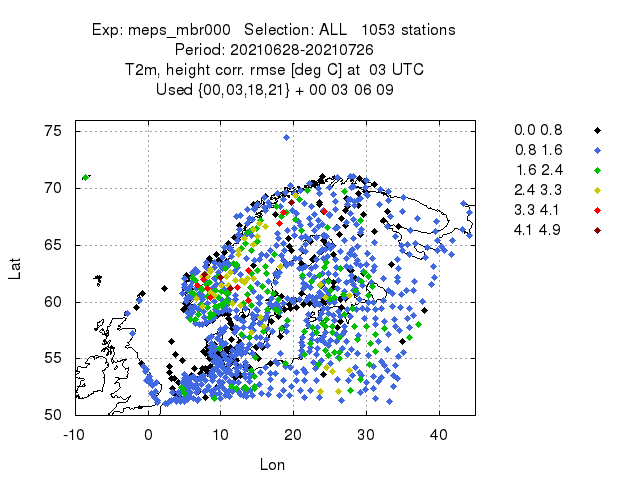 Exp: meps_mbr000 Selection: ALL 1053 stations
Period: 20210628-20210726
T2m, height corr. rmse [deg C] at 03 UTC
Used {00,03,18,21} + 00 03 06 09
75
70
65
60
55
50
Lat
-10 0 10 20 30 40
Lon
0.0 0.8
0.8 1.6
1.6 2.4
2.4 3.3
3.3 4.1
4.1 4.9